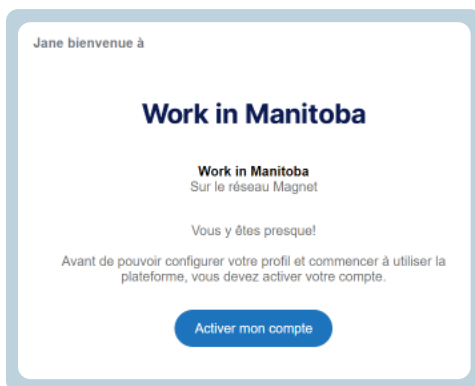 Jane bienvenue à
Work in Manitoba
Work in Manitoba
Sur le réseau Magnet
Vous y êtes presque!
Avant de pouvoir configurer votre profil et commencer à utiliser la
plateforme, vous devez activer votre compte.
Activer mon compte